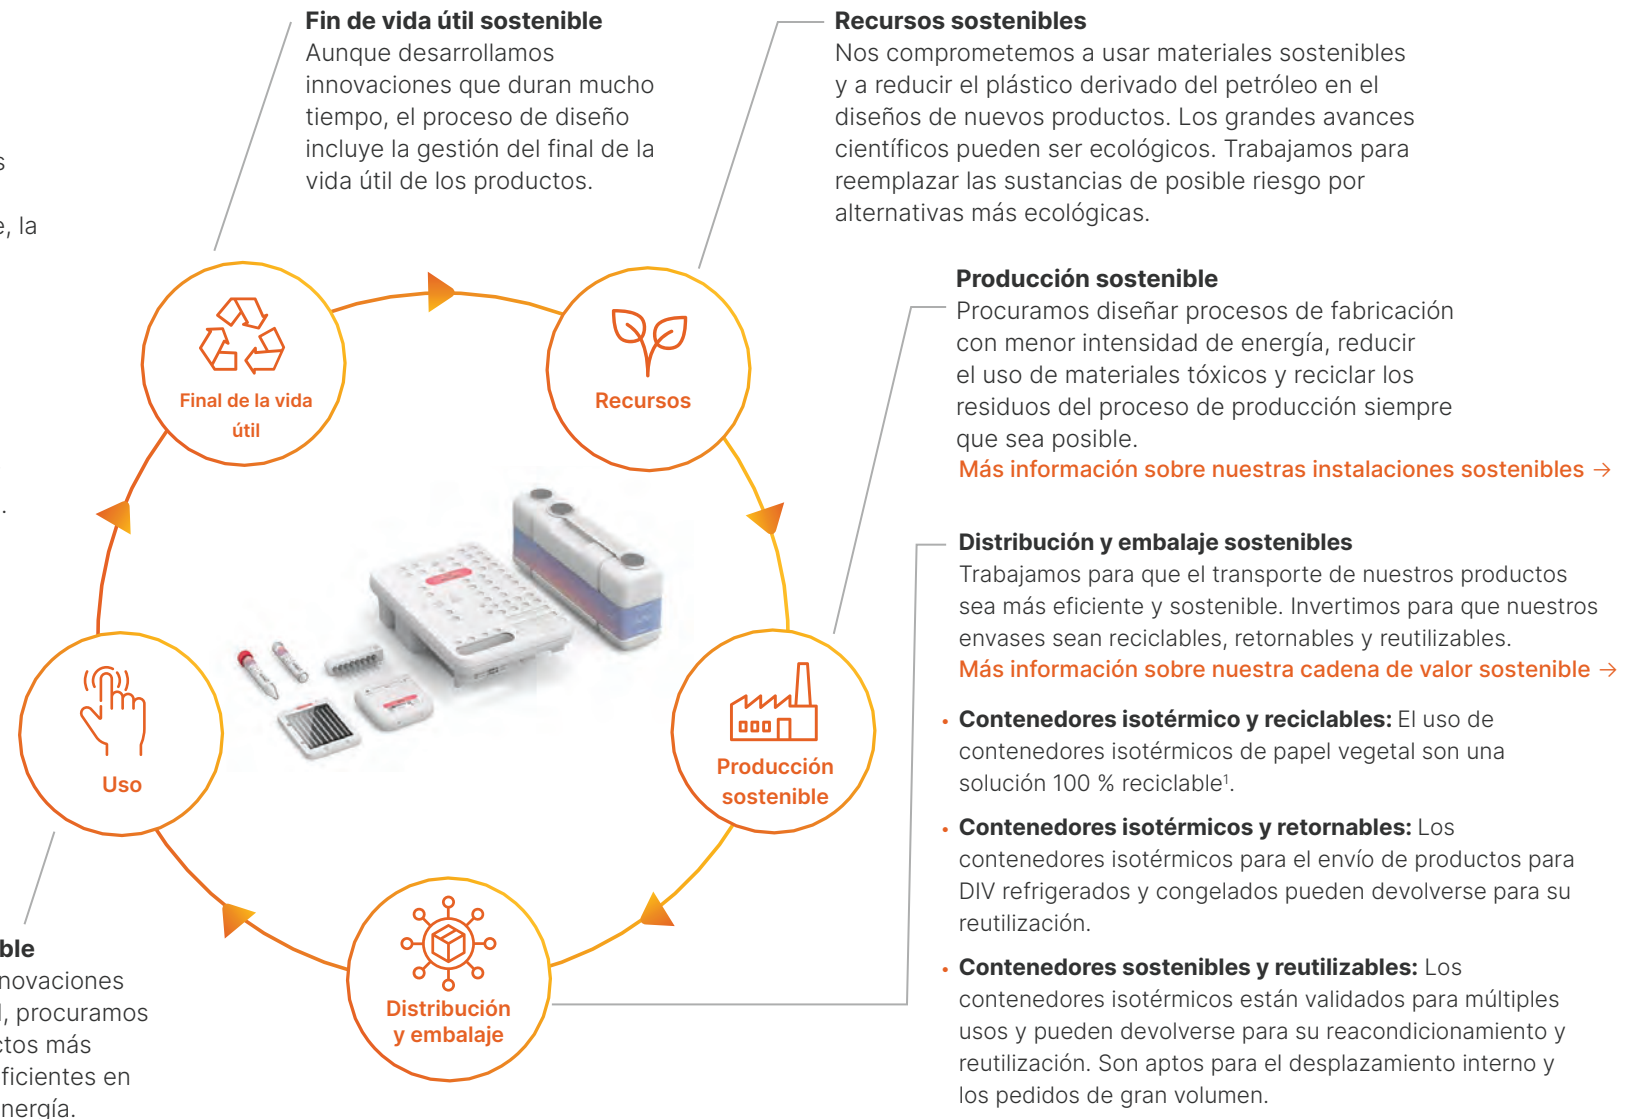 Fin de vida útil sostenible
Aunque desarrollamos
innovaciones que duran mucho
tiempo, el proceso de diseño
incluye la gestión del final de la
vida útil de los productos.
Recursos sostenibles
Nos comprometemos a usar materiales sostenibles
y a reducir el plástico derivado del petróleo en el
diseños de nuevos productos. Los grandes avances
científicos pueden ser ecológicos. Trabajamos para
reemplazar las sustancias de posible riesgo por
alternativas más ecológicas.
s
e, la
.
Producción sostenible
Procuramos diseñar procesos de fabricación
con menor intensidad de energía, reducir
el uso de materiales tóxicos y reciclar los
residuos del proceso de producción siempre
que sea posible.
Más información sobre nuestras instalaciones sostenibles →
Distribución y embalaje sostenibles
Trabajamos para que el transporte de nuestros productos
sea más eficiente y sostenible. Invertimos para que nuestros
envases sean reciclables, retornables y reutilizables.
Más información sobre nuestra cadena de valor sostenible →
• Contenedores isotérmico y reciclables: El uso de
contenedores isotérmicos de papel vegetal son una
solución 100 % reciclable¹.
• Contenedores isotérmicos y retornables: Los
contenedores isotérmicos para el envío de productos para
DIV refrigerados y congelados pueden devolverse para su
reutilización.
• Contenedores sostenibles y reutilizables: Los
contenedores isotérmicos están validados para múltiples
usos y pueden devolverse para su reacondicionamiento y
reutilización. Son aptos para el desplazamiento interno y
los pedidos de gran volumen.
Final de la vida
útil
Recursos
Producción
sostenible
Distribución
y embalaje
Uso
ble
novaciones
l, procuramos
ctos más
ficientes en
nergía.